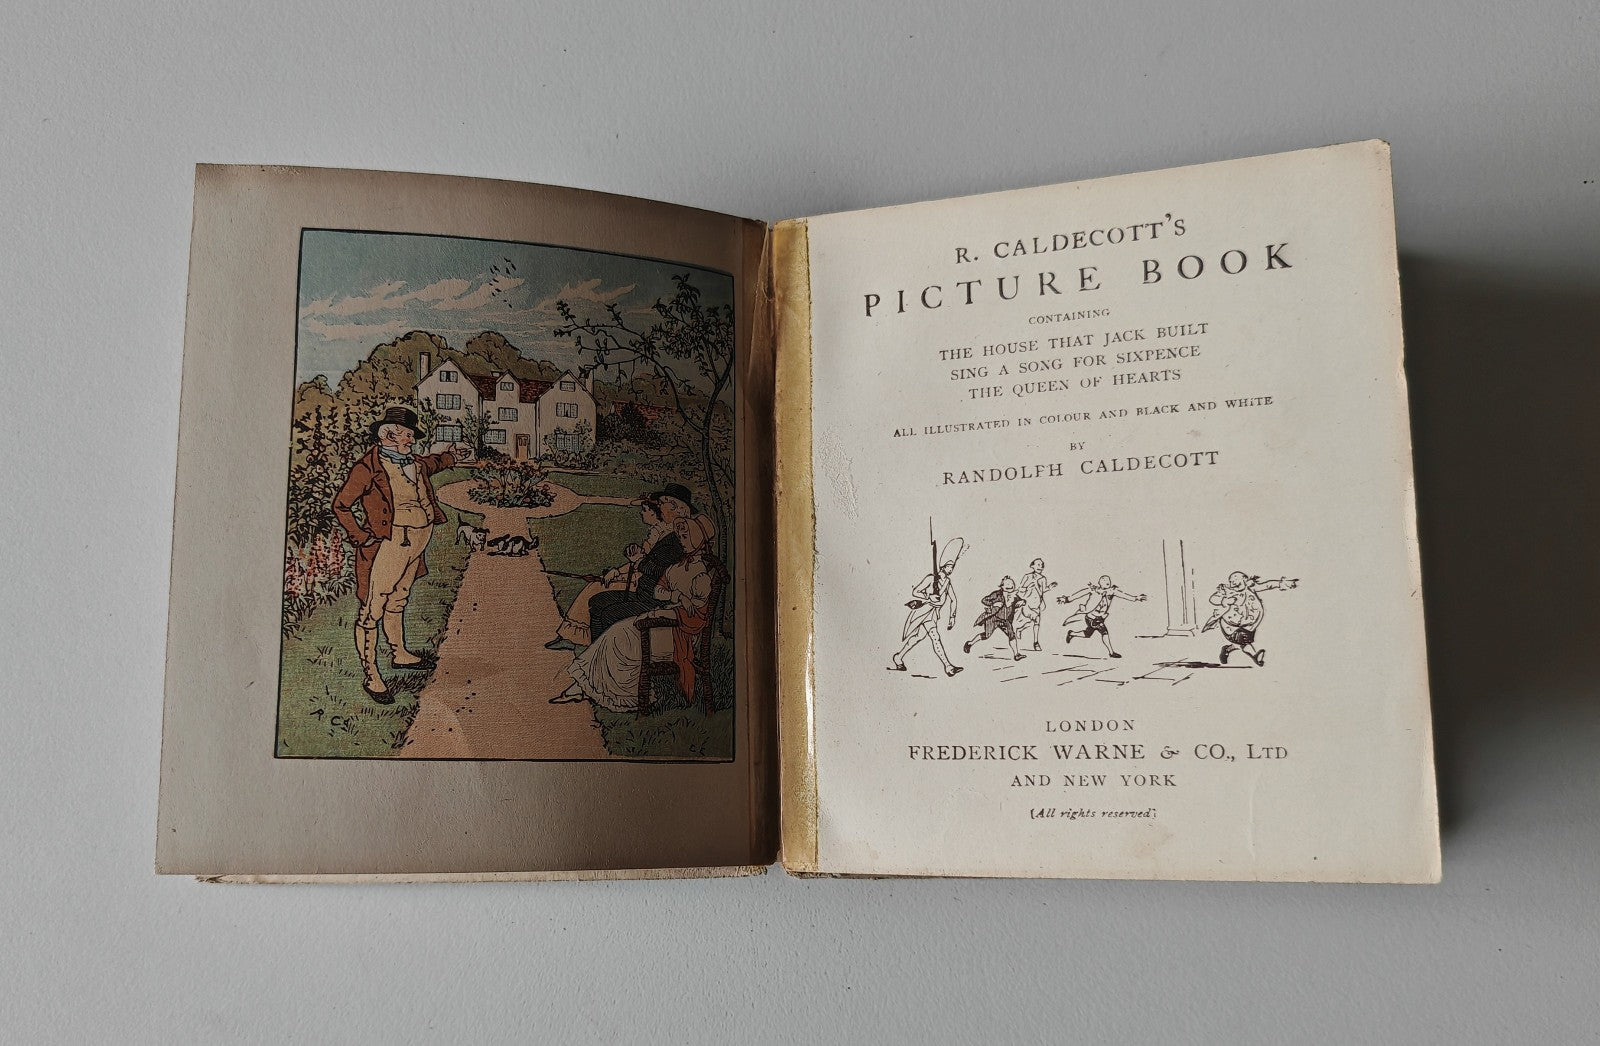 R. C
E E
R. CALDECOTT'S
PICTURE BOOK
CONTAINING
THE HOUSE THAT JACK BUILT
SING A SONG FOR SIXPENCE
THE QUEEN OF HEARTS
ALL ILLUSTRATED IN COLOUR AND BLACK AND WHITE
BY
RANDOLPH CALDECOTT
LONDON
FREDERICK WARNE & CO., LTD
AND NEW YORK
[All rights reserved]